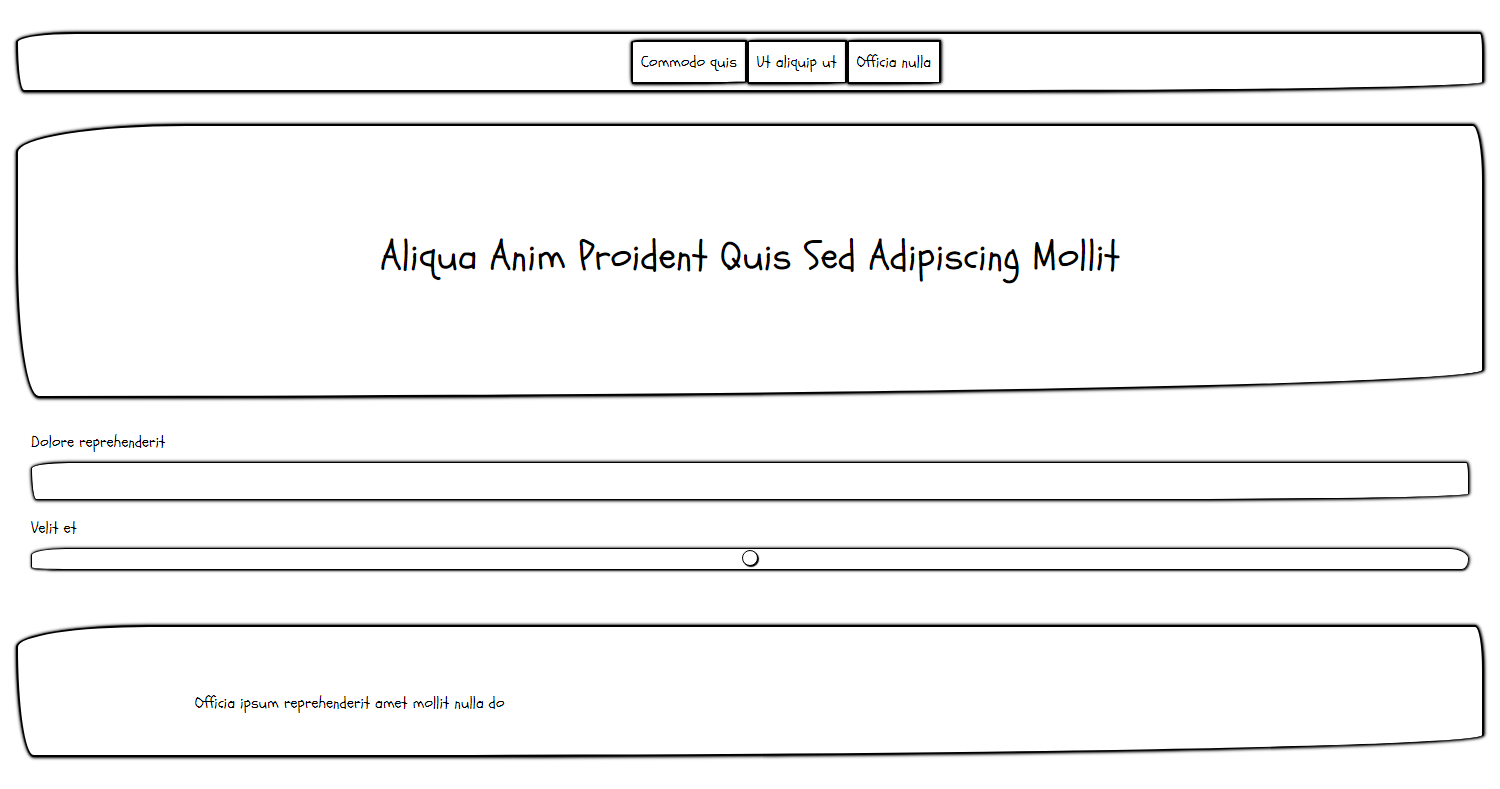 Commodo quis Ut aliquip ut Officia nulla
Aliqua Anim Proident Quis Sed Adipiscing Mollit
Dolore reprehenderit
Velit et
Officia ipsum reprehenderit amet mollit nulla do